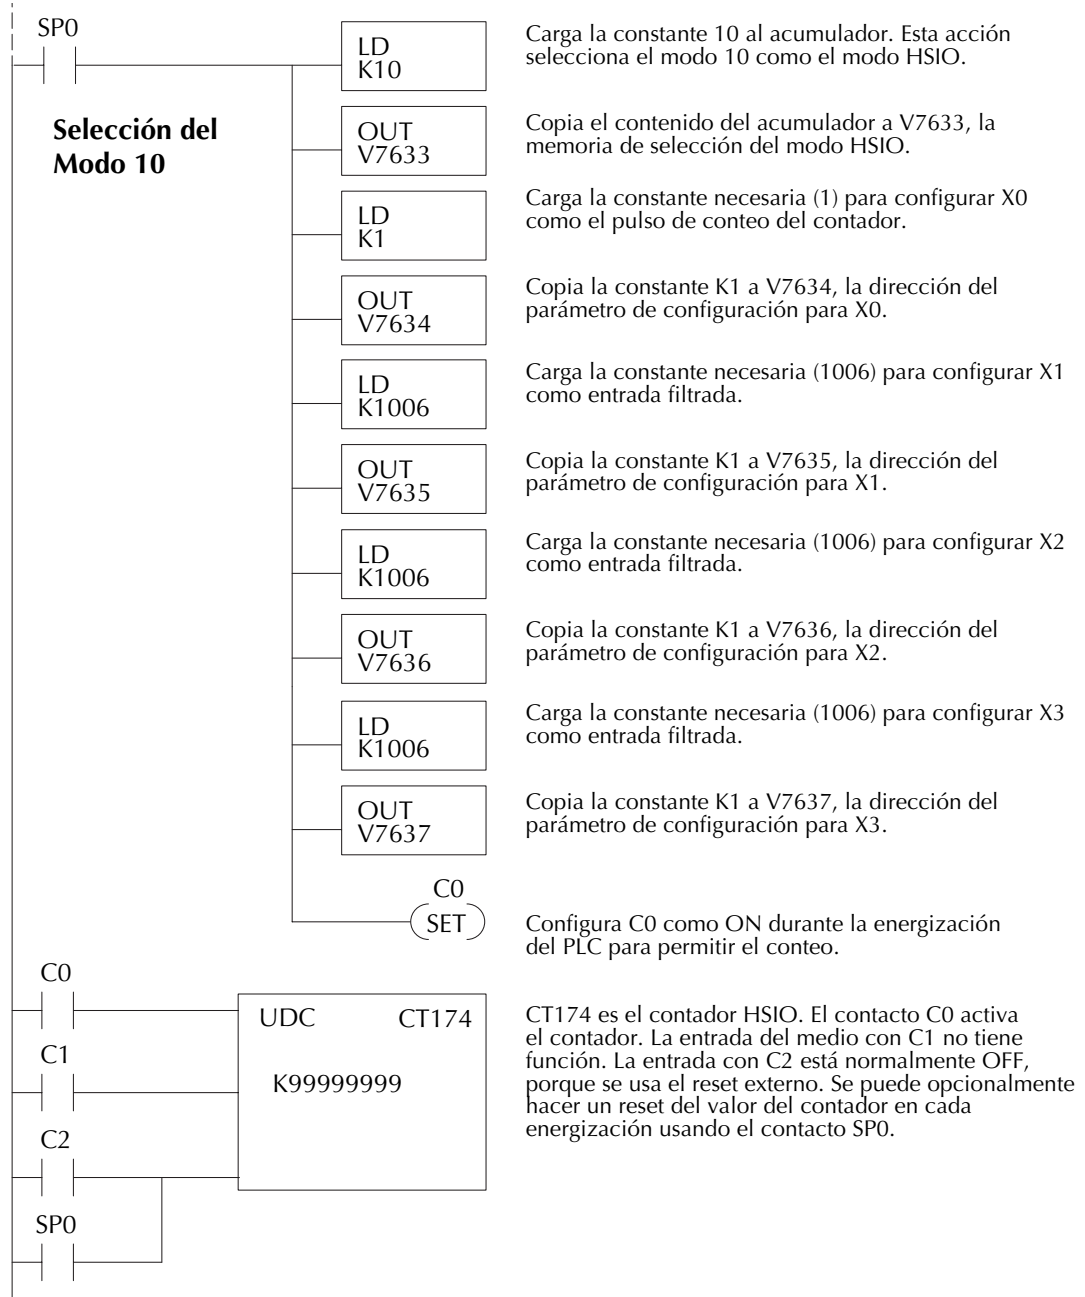 SP0
LD
K10
Carga la constante 10 al acumulador. Esta acción
selecciona el modo 10 como el modo HSIO.
Selección del
Modo 10
OUT
V7633
Copia el contenido del acumulador a V7633, la
memoria de selección del modo HSIO.
LD
K1
Carga la constante necesaria (1) para configurar X0
como el pulso de conteo del contador.
OUT
V7634
Copia la constante K1 a V7634, la dirección del
parámetro de configuración para X0.
LD
K1006
Carga la constante necesaria (1006) para configurar X1
como entrada filtrada.
OUT
V7635
Copia la constante K1 a V7635, la dirección del
parámetro de configuración para X1.
LD
K1006
Carga la constante necesaria (1006) para configurar X2
como entrada filtrada.
OUT
V7636
Copia la constante K1 a V7636, la dirección del
parámetro de configuración para X2.
LD
K1006
Carga la constante necesaria (1006) para configurar X3
como entrada filtrada.
OUT
V7637
Copia la constante K1 a V7637, la dirección del
parámetro de configuración para X3.
C0
SET
Configura C0 como ON durante la energización
del PLC para permitir el conteo.
C0
UDC CT174
K99999999
CT174 es el contador HSIO. El contacto C0 activa
el contador. La entrada del medio con C1 no tiene
función. La entrada con C2 está normalmente OFF,
porque se usa el reset externo. Se puede opcionalmente
hacer un reset del valor del contador en cada
energización usando el contacto SP0.
C1
C2
SP0